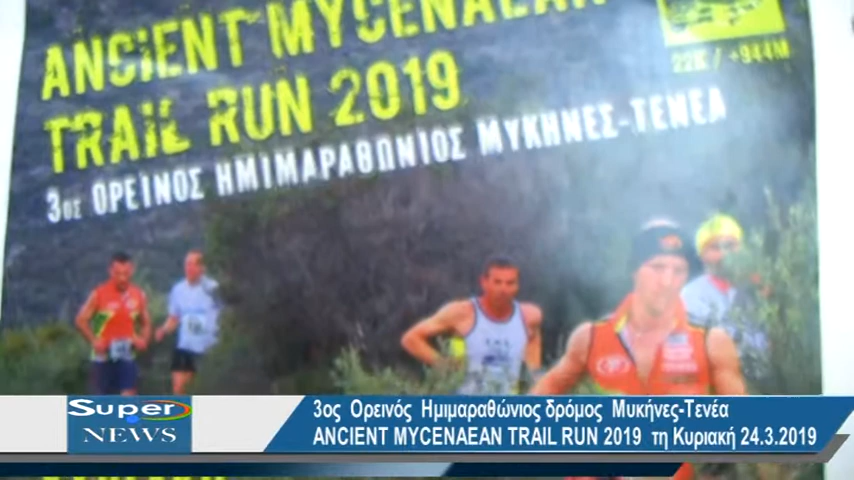 ANCIENT MYCENAEAN
TRAIL RUN 2019
22K / +944M
3ος ΟΡΕΙΝΟΣ ΗΜΙΜΑΡΑΘΩΝΙΟΣ ΜΥΚΗΝΕΣ-ΤΕΝΕΑ
Super
NEWS
3ος Ορεινός Ημιμαραθώνιος δρόμος Μυκήνες-Τενέα
ANCIENT MYCENAEAN TRAIL RUN 2019 τη Κυριακή 24.3.2019